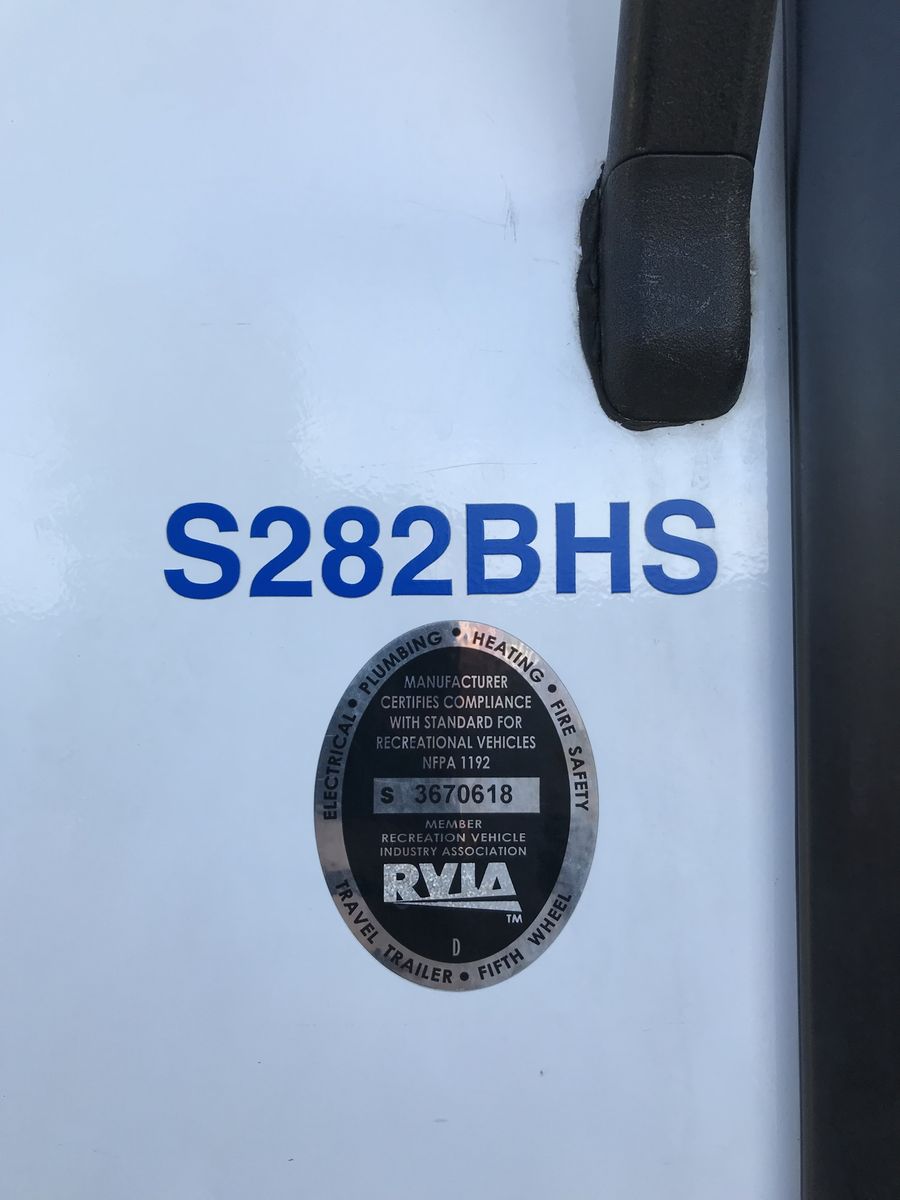 S282BHS
ELECTRICAL • PLUMBING • HEATING • FIRE SAFETY
MANUFACTURER
CERTIFIES COMPLIANCE
WITH STANDARD FOR
RECREATIONAL VEHICLES
NFPA 1192
S 3670618
MEMBER
RECREATION VEHICLE
INDUSTRY ASSOCIATION
RVIA
TM
D
TRAVEL TRAILER • FIFTH WHEEL